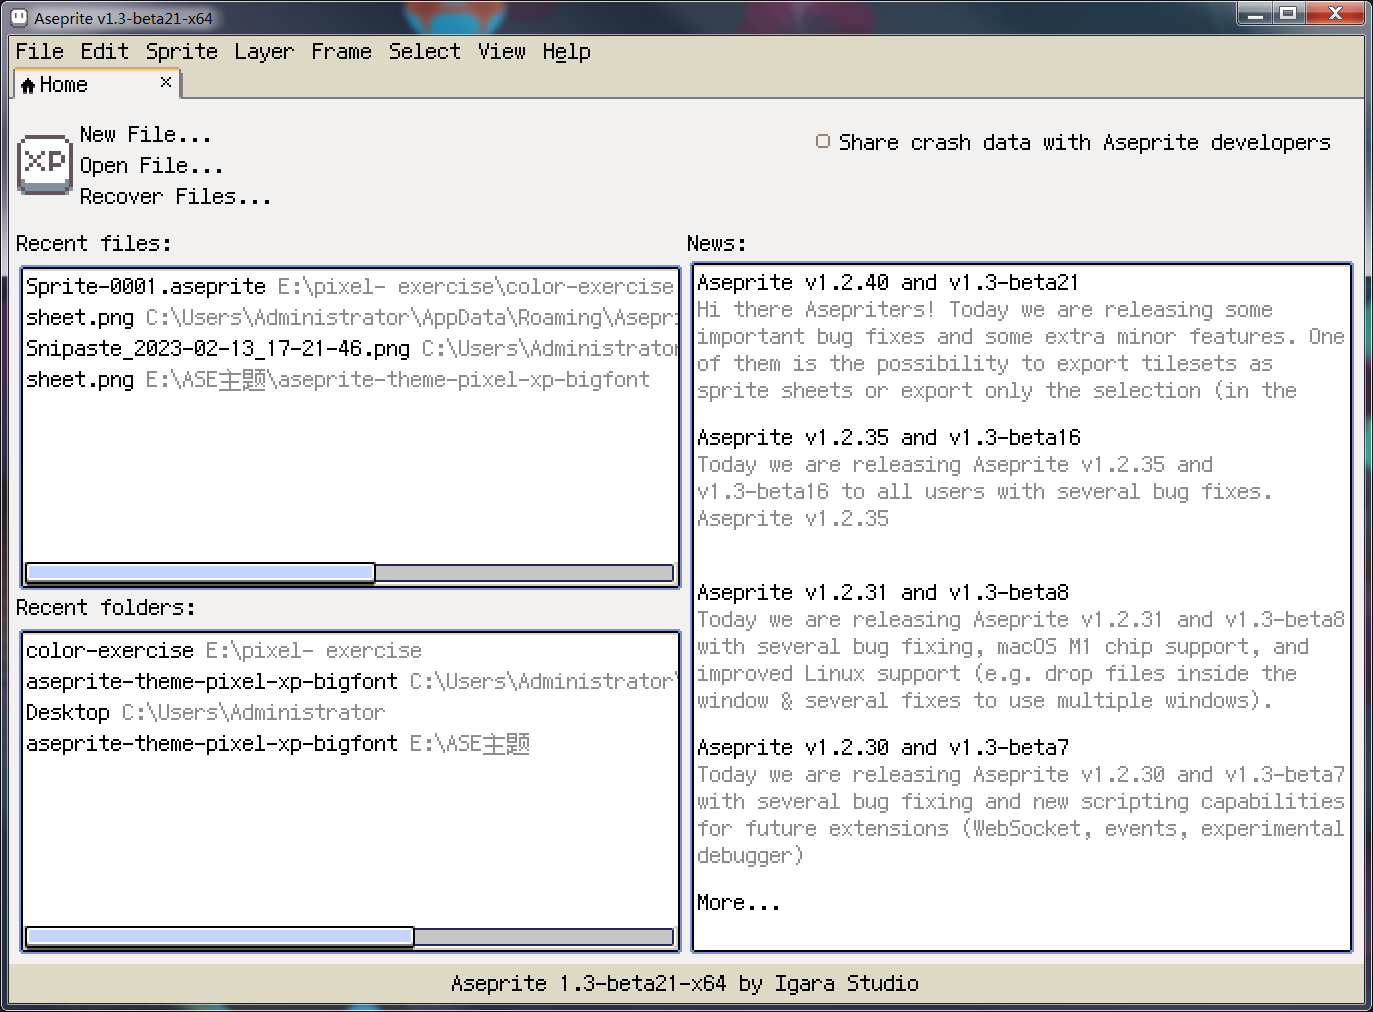 Aseprite v1.3-beta21-x64
File Edit Sprite Layer Frame Select View Help
Home
XP
New File...
Open File...
Recover Files...
Share crash data with Aseprite developers
Recent files:
Sprite-0001.aseprite E:\pixel- exercise\color-exercise
sheet.png C:\Users\Administrator\AppData\Roaming\Asepri
Snipaste_2023-02-13_17-21-46.png C:\Users\Administrator
sheet.png E:\ASE主题\aseprite-theme-pixel-xp-bigfont
Recent folders:
color-exercise E:\pixel- exercise
aseprite-theme-pixel-xp-bigfont C:\Users\Administrator\
Desktop C:\Users\Administrator
aseprite-theme-pixel-xp-bigfont E:\ASE主题
News:
Aseprite v1.2.40 and v1.3-beta21
Hi there Asepriters! Today we are releasing some
important bug fixes and some extra minor features. One
of them is the possibility to export tilesets as
sprite sheets or export only the selection (in the
Aseprite v1.2.35 and v1.3-beta16
Today we are releasing Aseprite v1.2.35 and
v1.3-beta16 to all users with several bug fixes.
Aseprite v1.2.35
Aseprite v1.2.31 and v1.3-beta8
Today we are releasing Aseprite v1.2.31 and v1.3-beta8
with several bug fixing, macOS M1 chip support, and
improved Linux support (e.g. drop files inside the
window & several fixes to use multiple windows).
Aseprite v1.2.30 and v1.3-beta7
Today we are releasing Aseprite v1.2.30 and v1.3-beta7
with several bug fixing and new scripting capabilities
for future extensions (WebSocket, events, experimental
debugger)
More...
Aseprite 1.3-beta21-x64 by Igara Studio